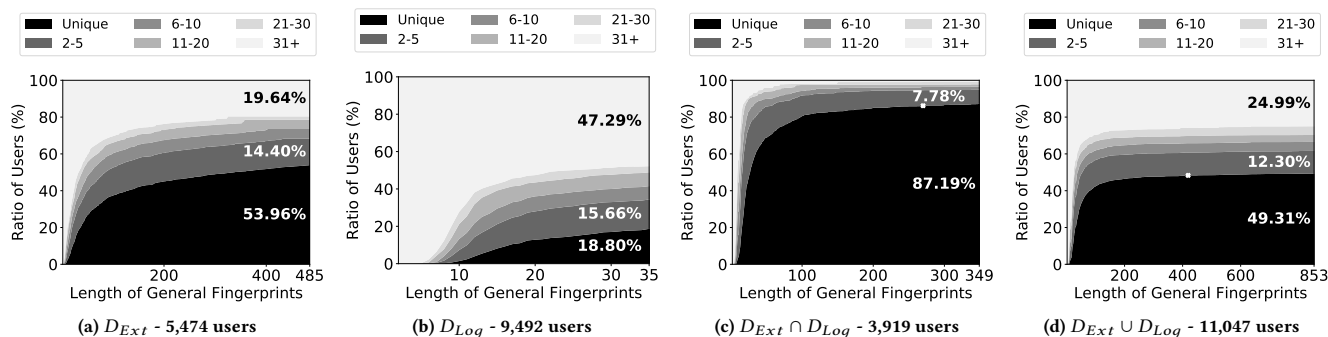 Unique 6-10 21-30
2-5 11-20 31+
100
80
60
40
20
0
Ratio of Users (%)
19.64%
14.40%
53.96%
200 400 485
Length of General Fingerprints
(a) D_Ext - 5,474 users
Unique 6-10 21-30
2-5 11-20 31+
100
80
60
40
20
0
Ratio of Users (%)
47.29%
15.66%
18.80%
10 20 30 35
Length of General Fingerprints
(b) D_Log - 9,492 users
Unique 6-10 21-30
2-5 11-20 31+
100
80
60
40
20
0
Ratio of Users (%)
7.78%
87.19%
100 200 300 349
Length of General Fingerprints
(c) D_Ext ∩ D_Log - 3,919 users
Unique 6-10 21-30
2-5 11-20 31+
100
80
60
40
20
0
Ratio of Users (%)
24.99%
12.30%
49.31%
200 400 600 853
Length of General Fingerprints
(d) D_Ext ∪ D_Log - 11,047 users